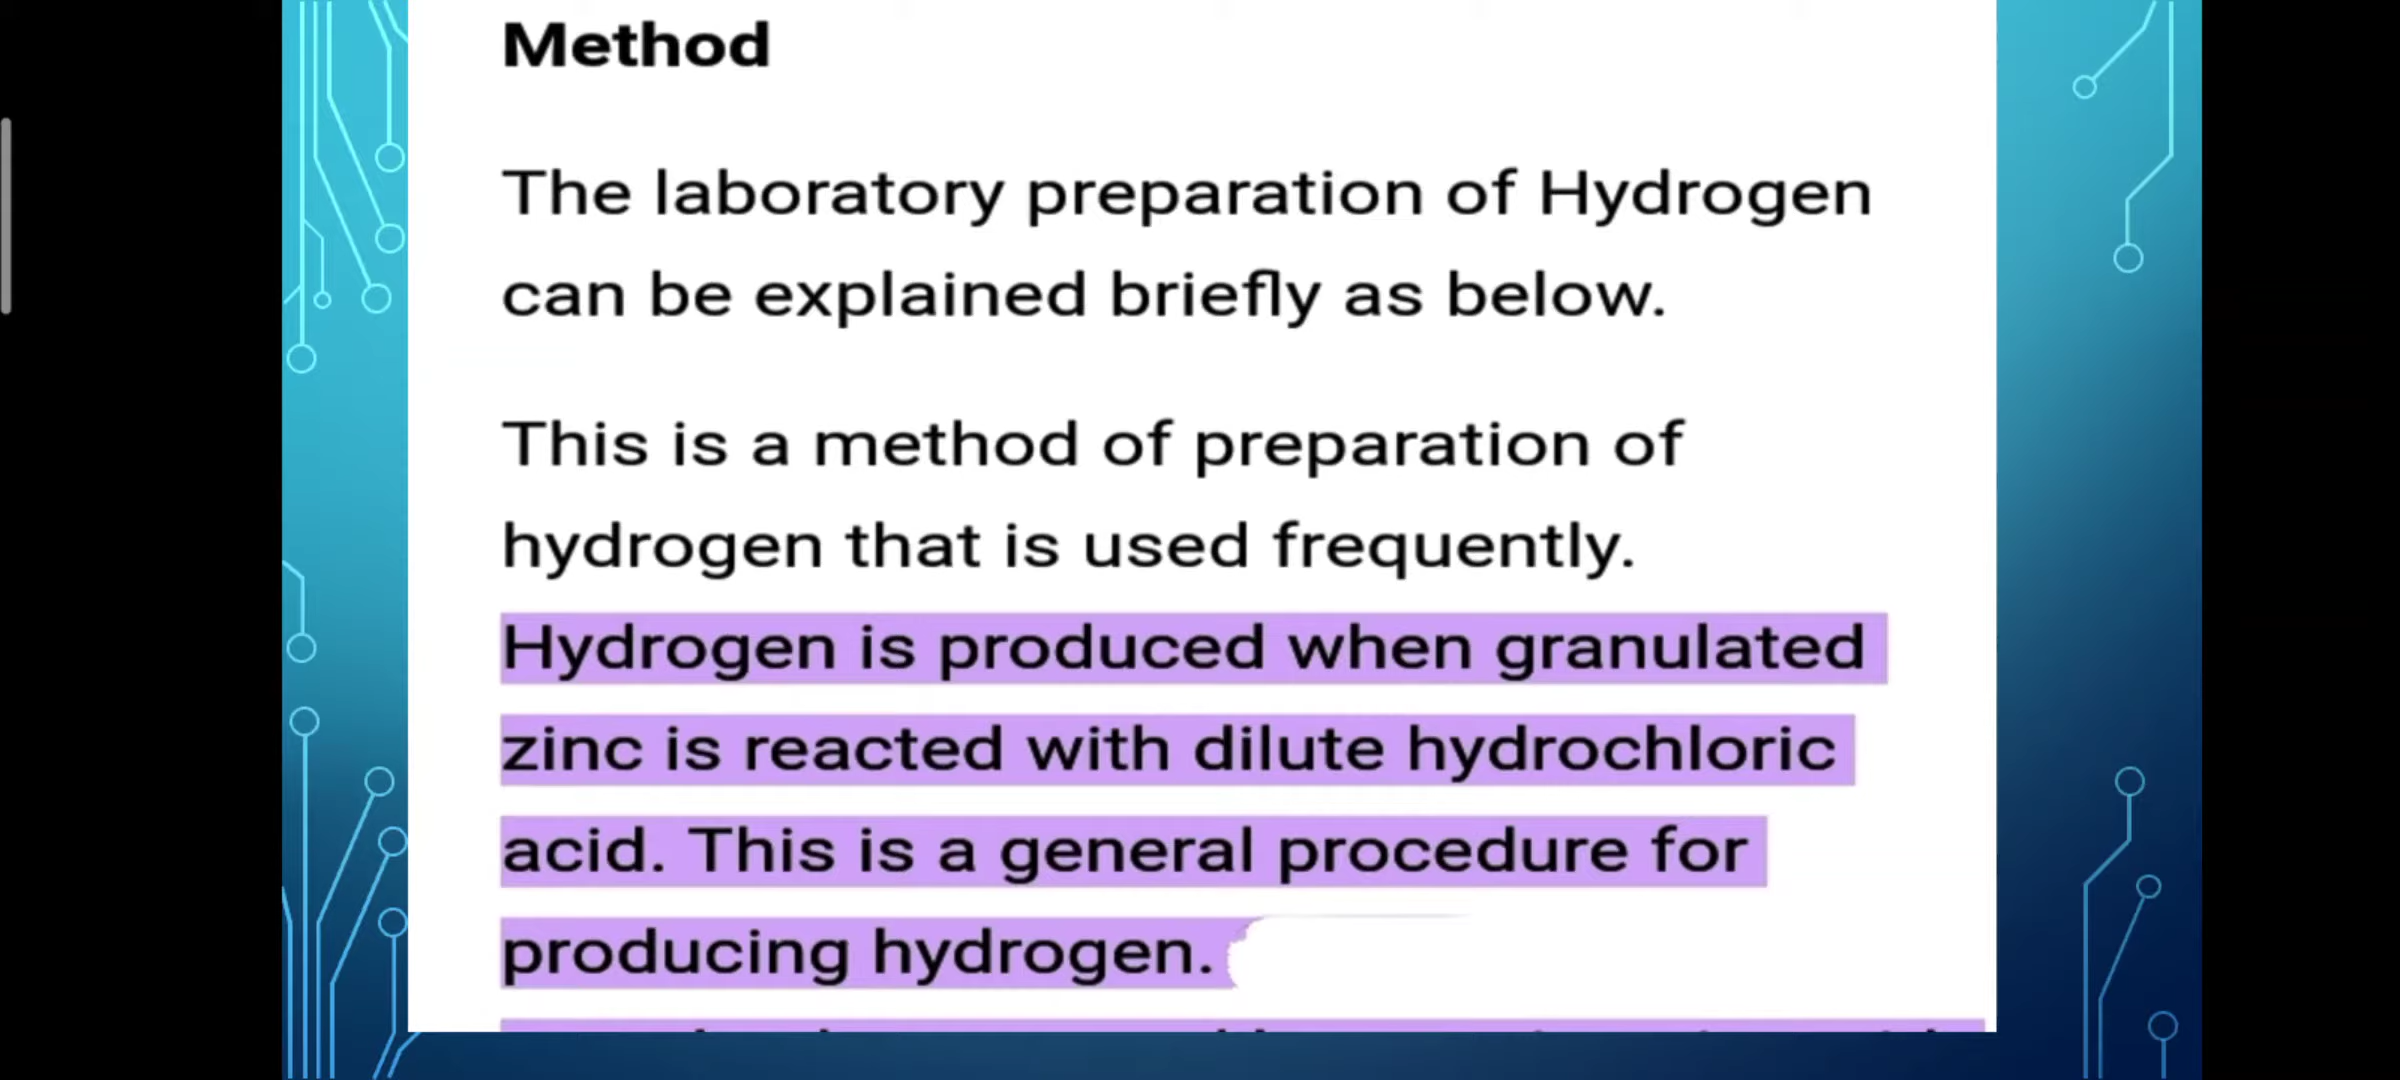 Method
The laboratory preparation of Hydrogen
can be explained briefly as below.
This is a method of preparation of
hydrogen that is used frequently.
Hydrogen is produced when granulated
zinc is reacted with dilute hydrochloric
acid. This is a general procedure for
producing hydrogen.